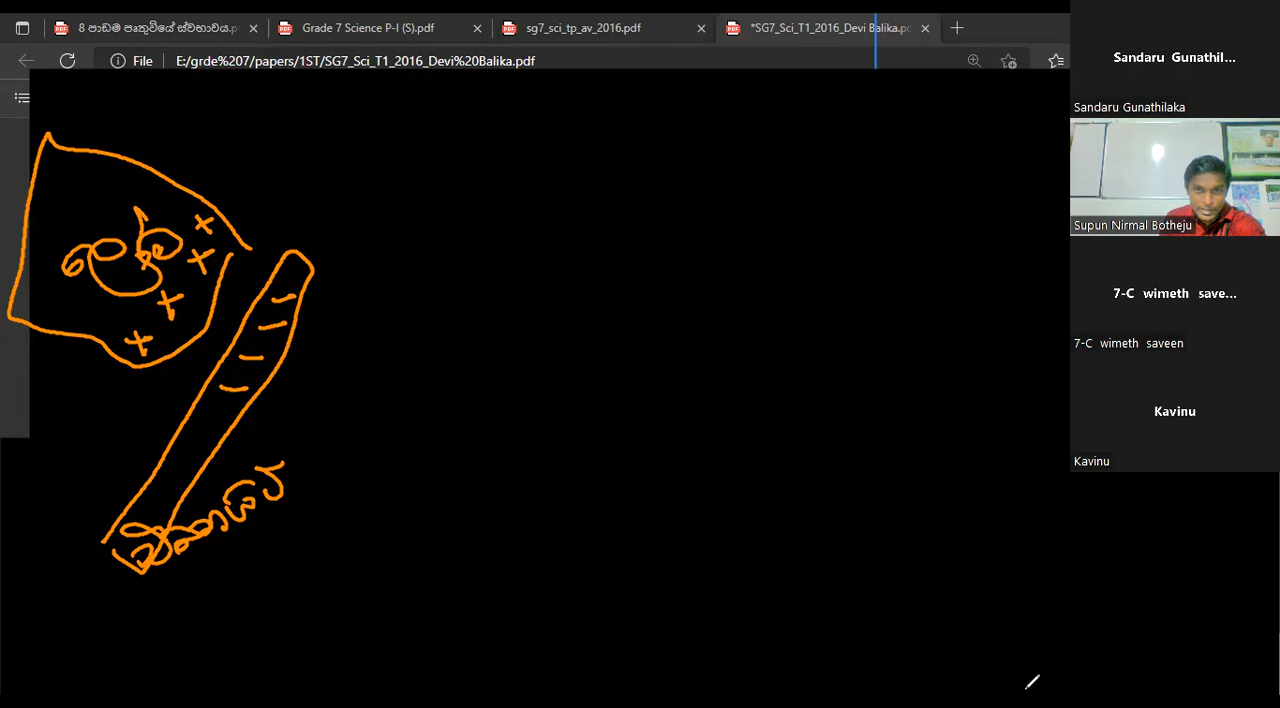 8 පාඩම පෘතුවියේ ස්වභාවය.p
Grade 7 Science P-I (S).pdf
sg7_sci_tp_av_2016.pdf
*SG7_Sci_T1_2016_Devi Balika.pd
File
E:/grde%207/papers/1ST/SG7_Sci_T1_2016_Devi%20Balika.pdf
Sandaru Gunathil...
Sandaru Gunathilaka
Supun Nirmal Botheju
7-C wimeth save...
7-C wimeth saveen
Kavinu
Kavinu